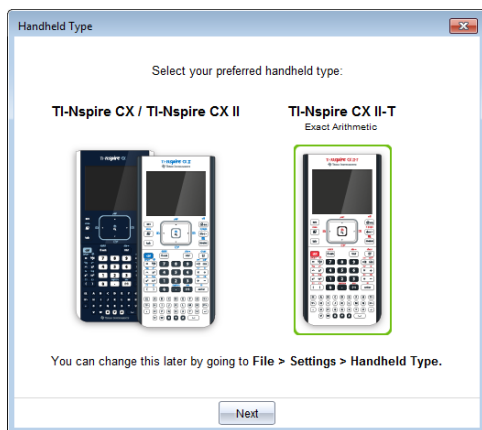 Handheld Type
Select your preferred handheld type:
TI-Nspire CX / TI-Nspire CX II
TI-Nspire CX II-T
Exact Arithmetic
You can change this later by going to File > Settings > Handheld Type.
Next